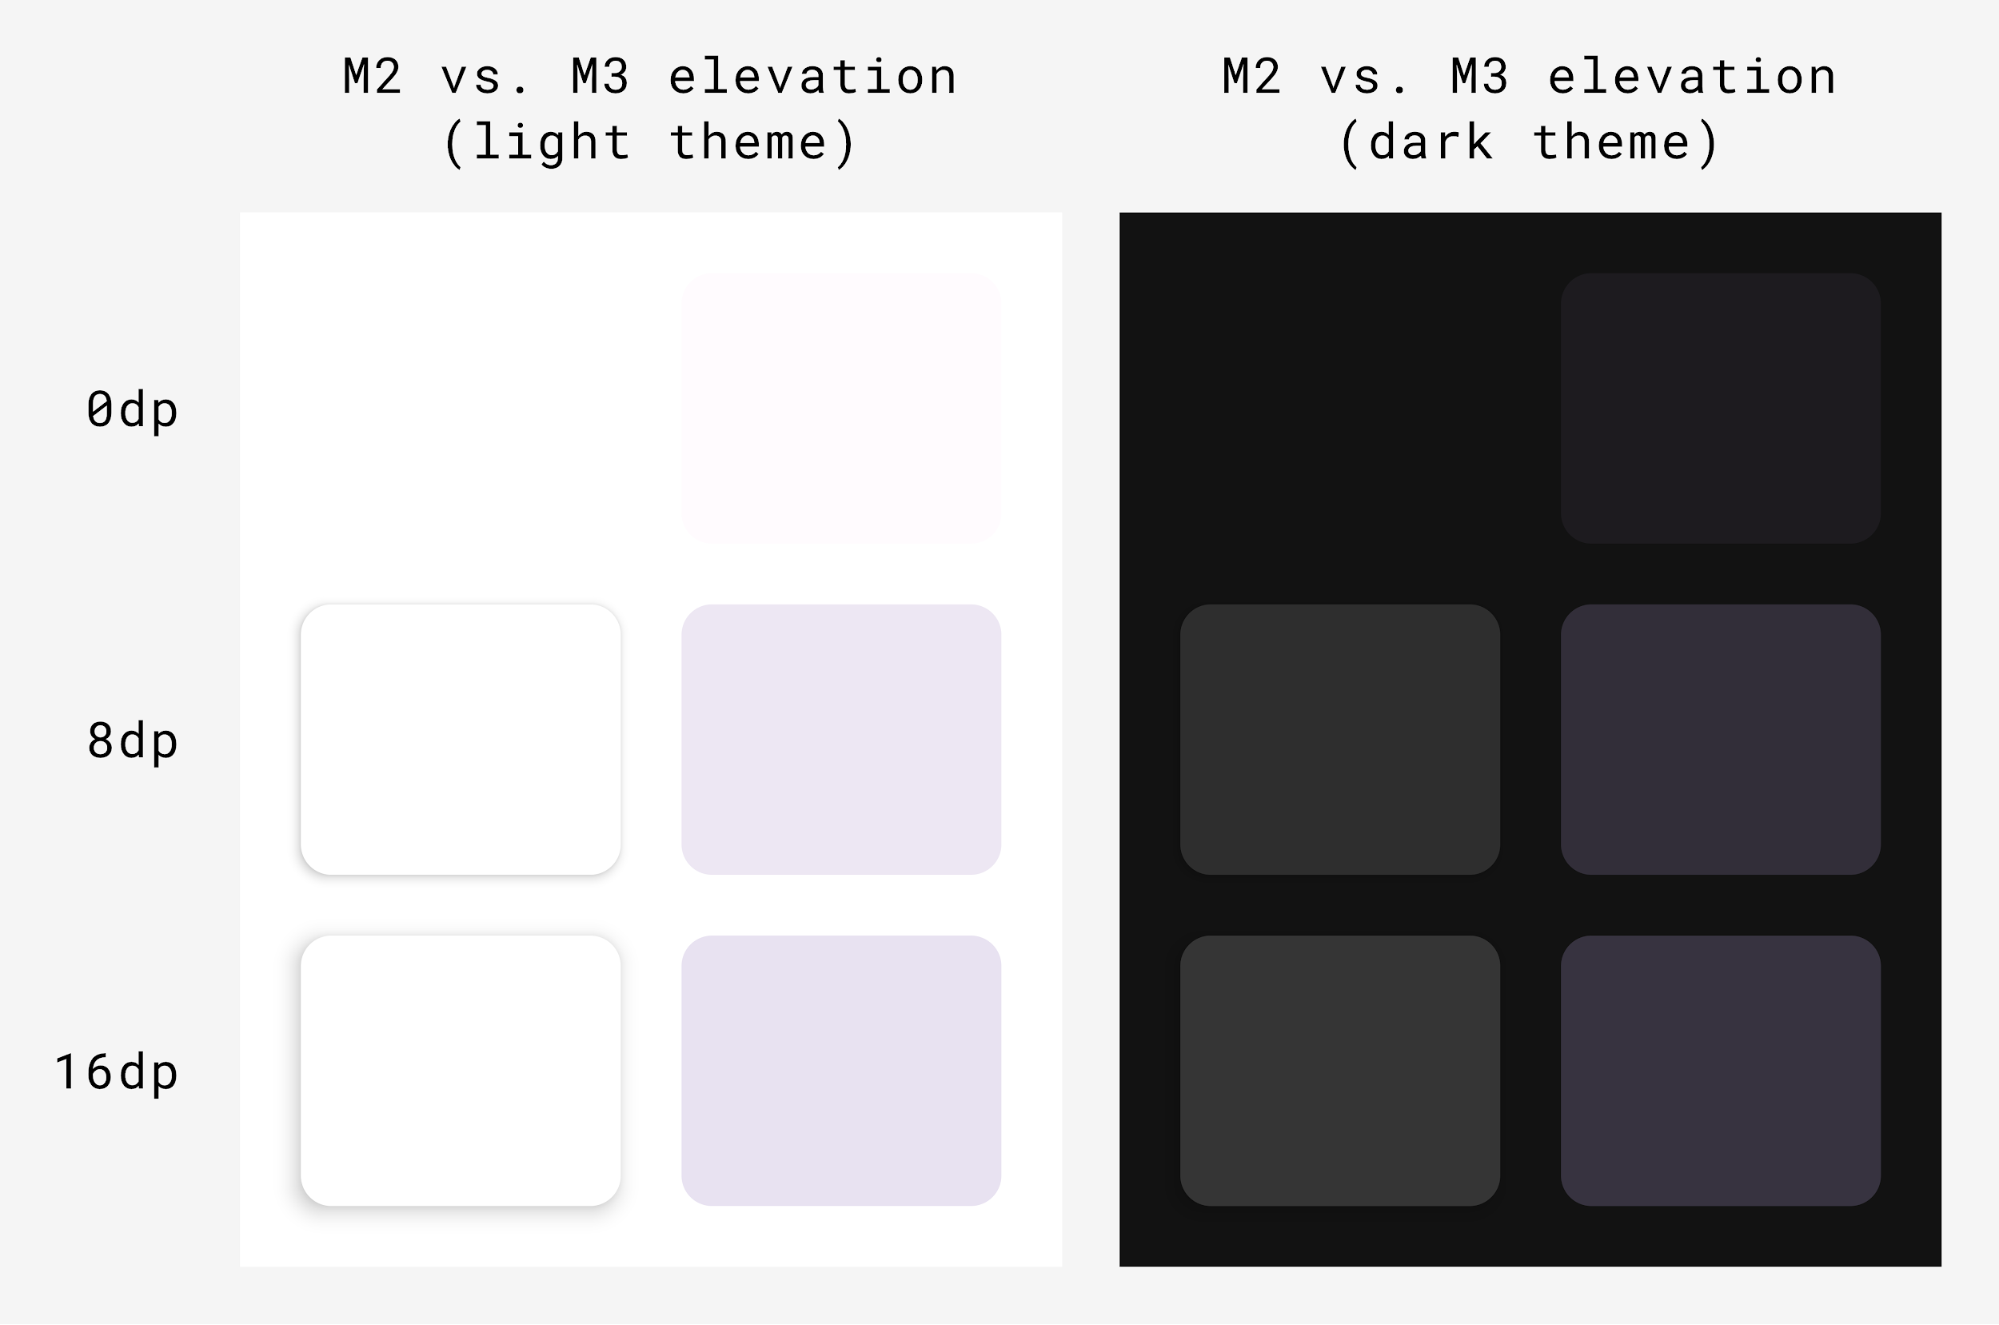 M2 vs. M3 elevation
(light theme)
M2 vs. M3 elevation
(dark theme)
0dp
8dp
16dp